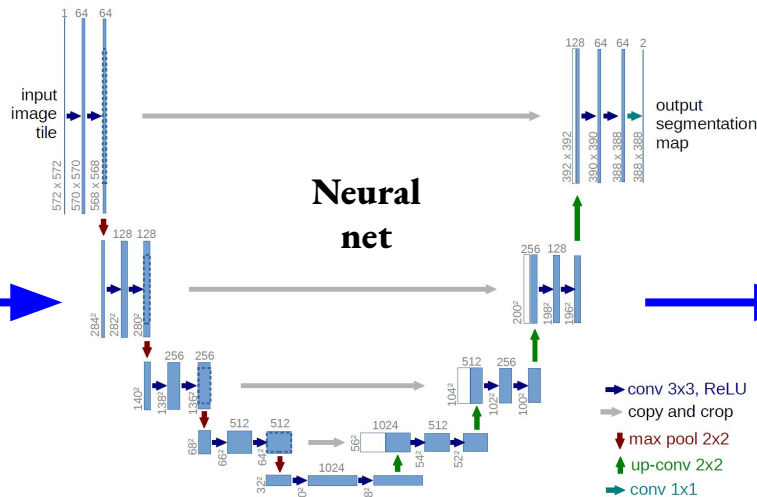 1 64 64
input
image
tile
572 x 572
570 x 570
568 x 568
128 64 64 2
output
segmentation
map
392 x 392
390 x 390
388 x 388
388 x 388
Neural
net
128 128
284²
282²
280²
256 128
200²
198²
196²
256 256
140²
138²
136²
512 256
104²
102²
100²
512 512
68²
66²
64²
1024 512
56²
54²
52²
1024
32²
0²
8²
conv 3x3, ReLU
copy and crop
max pool 2x2
up-conv 2x2
conv 1x1